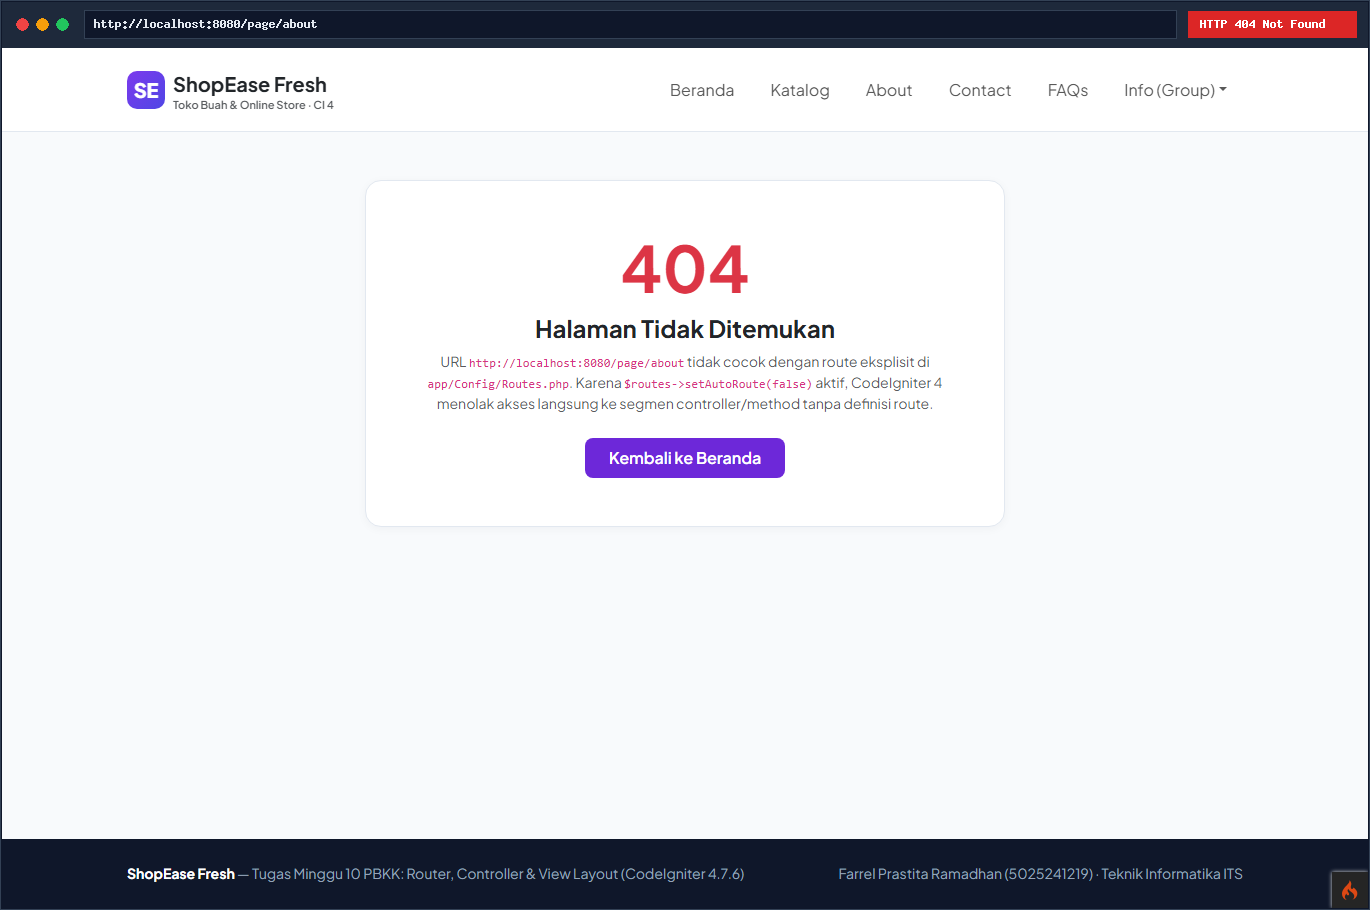 http://localhost:8080/page/about
HTTP 404 Not Found
SE
ShopEase Fresh
Toko Buah & Online Store · CI 4
Beranda
Katalog
About
Contact
FAQs
Info (Group)
404
Halaman Tidak Ditemukan
URL http://localhost:8080/page/about tidak cocok dengan route eksplisit di
app/Config/Routes.php. Karena $routes->setAutoRoute(false) aktif, CodeIgniter 4
menolak akses langsung ke segmen controller/method tanpa definisi route.
Kembali ke Beranda
ShopEase Fresh — Tugas Minggu 10 PBKK: Router, Controller & View Layout (CodeIgniter 4.7.6)
Farrel Prastita Ramadhan (5025241219) · Teknik Informatika ITS